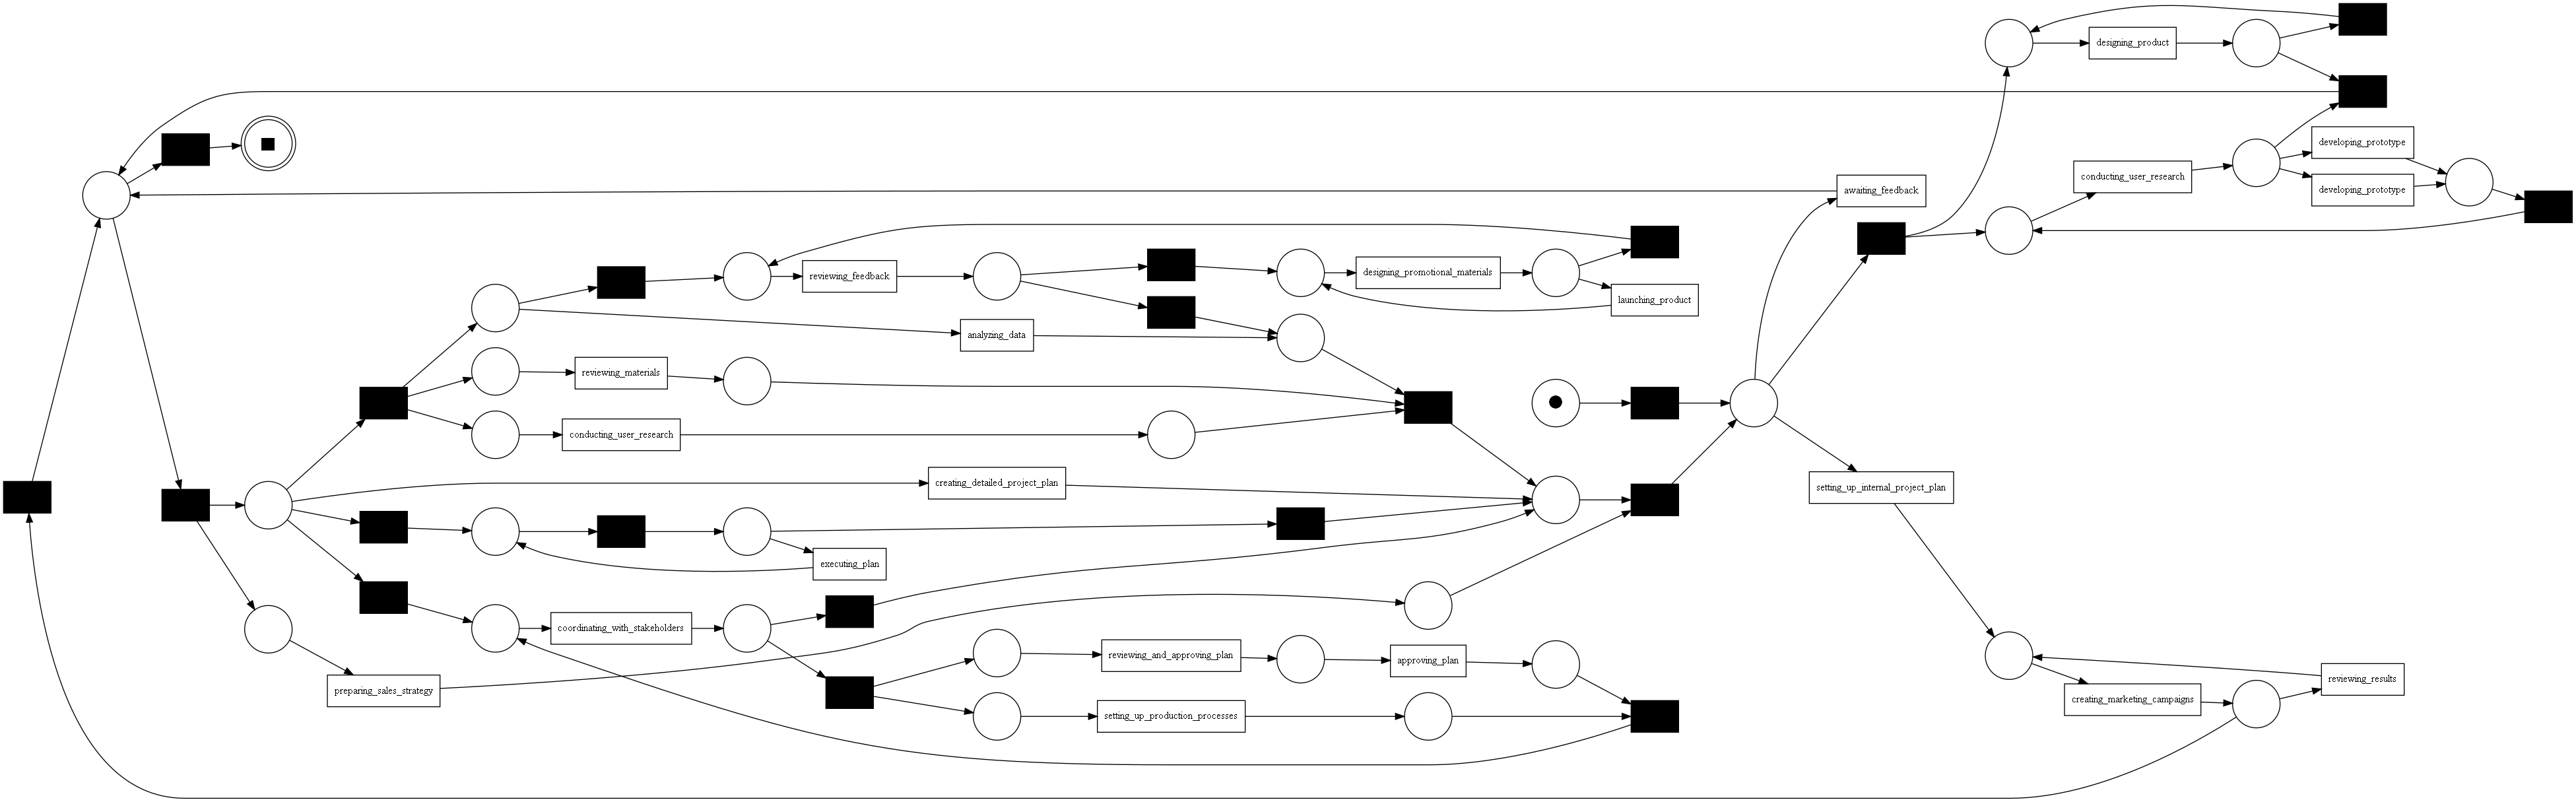 designing_product
developing_prototype
conducting_user_research
developing_prototype
awaiting_feedback
reviewing_feedback
designing_promotional_materials
launching_product
analyzing_data
reviewing_materials
conducting_user_research
creating_detailed_project_plan
setting_up_internal_project_plan
executing_plan
coordinating_with_stakeholders
reviewing_and_approving_plan
approving_plan
preparing_sales_strategy
reviewing_results
creating_marketing_campaigns
setting_up_production_processes